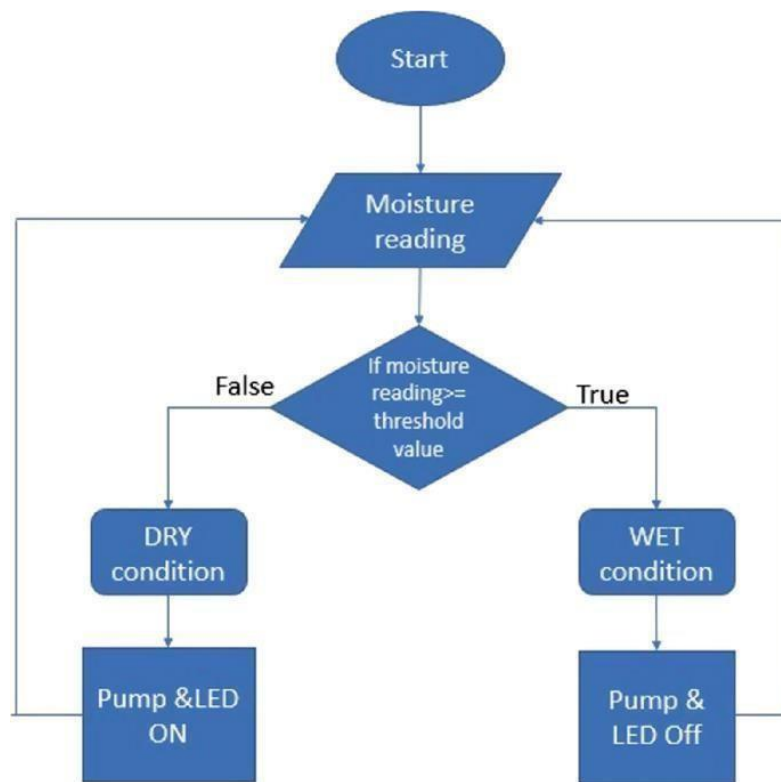 Start
Moisture
reading
If moisture
reading>=
threshold
value
False
True
DRY
condition
WET
condition
Pump &LED
ON
Pump &
LED Off